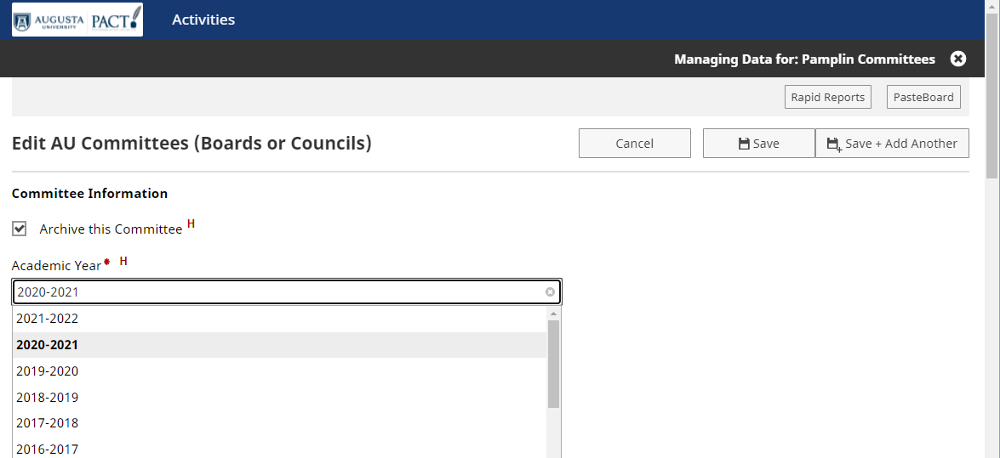 AUGUSTA
UNIVERSITY
PACT
Activities
Managing Data for: Pamplin Committees
Rapid Reports
PasteBoard
Edit AU Committees (Boards or Councils)
Cancel
Save
Save + Add Another
Committee Information
Archive this Committee H
Academic Year* H
2020-2021
2021-2022
2020-2021
2019-2020
2018-2019
2017-2018
2016-2017